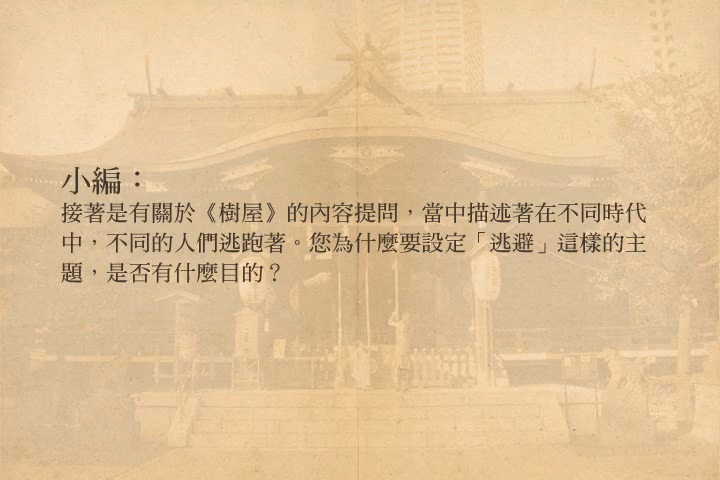 小編：
接著是有關於《樹屋》的內容提問，當中描述著在不同時代
中，不同的人們逃跑著。您為什麼要設定「逃避」這樣的主
題，是否有什麼目的？